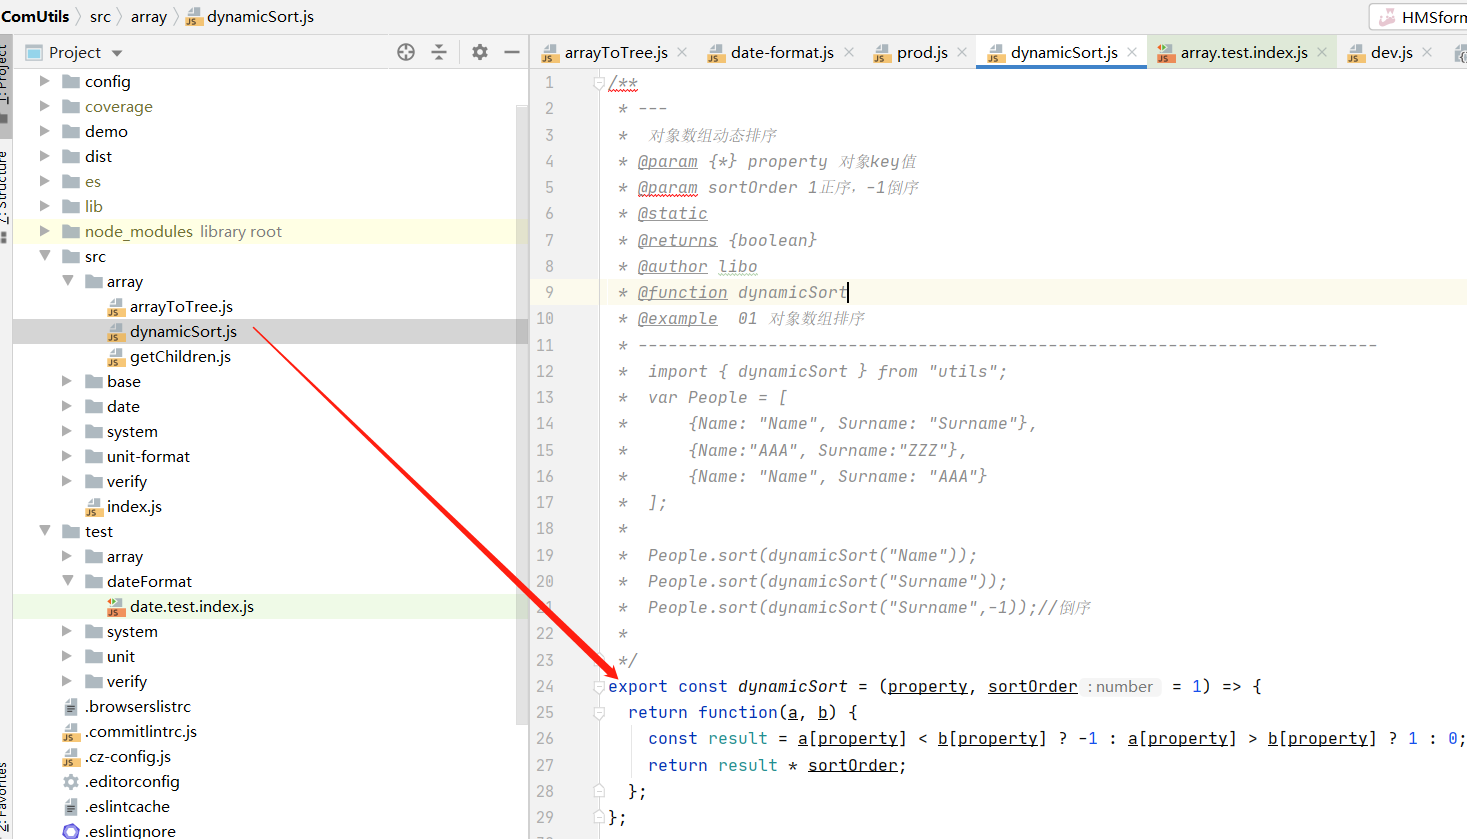 ComUtils src array dynamicSort.js
HMSform
1: Project
Project
config
coverage
demo
dist
es
lib
node_modules library root
src
array
arrayToTree.js
dynamicSort.js
getChildren.js
base
date
system
unit-format
verify
index.js
test
array
dateFormat
date.test.index.js
system
unit
verify
.browserslistrc
.commitlintrc.js
.cz-config.js
.editorconfig
.eslintcache
.eslintignore
Z: Structure
2: Favorites
arrayToTree.js date-format.js prod.js dynamicSort.js array.test.index.js dev.js
1 /**
2 * ---
3 * 对象数组动态排序
4 * @param {*} property 对象key值
5 * @param sortOrder 1正序，-1倒序
6 * @static
7 * @returns {boolean}
8 * @author libo
9 * @function dynamicSort
10 * @example 01 对象数组排序
11 * --------------------------------------------------------------------------
12 * import { dynamicSort } from "utils";
13 * var People = [
14 * {Name: "Name", Surname: "Surname"},
15 * {Name:"AAA", Surname:"ZZZ"},
16 * {Name: "Name", Surname: "AAA"}
17 * ];
18 *
19 * People.sort(dynamicSort("Name"));
20 * People.sort(dynamicSort("Surname"));
21 * People.sort(dynamicSort("Surname",-1));//倒序
22 *
23 */
24 export const dynamicSort = (property, sortOrder : number = 1) => {
25 return function(a, b) {
26 const result = a[property] < b[property] ? -1 : a[property] > b[property] ? 1 : 0;
27 return result * sortOrder;
28 };
29 };